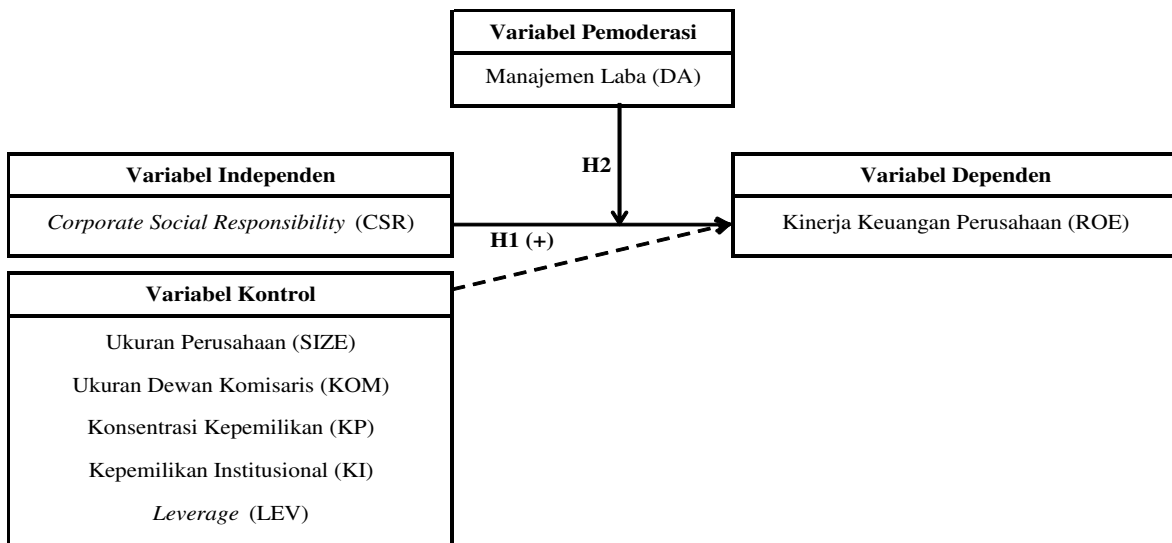 Variabel Pemoderasi
Manajemen Laba (DA)
H2
Variabel Independen
Corporate Social Responsibility (CSR)
H1 (+)
Variabel Dependen
Kinerja Keuangan Perusahaan (ROE)
Variabel Kontrol
Ukuran Perusahaan (SIZE)
Ukuran Dewan Komisaris (KOM)
Konsentrasi Kepemilikan (KP)
Kepemilikan Institusional (KI)
Leverage (LEV)